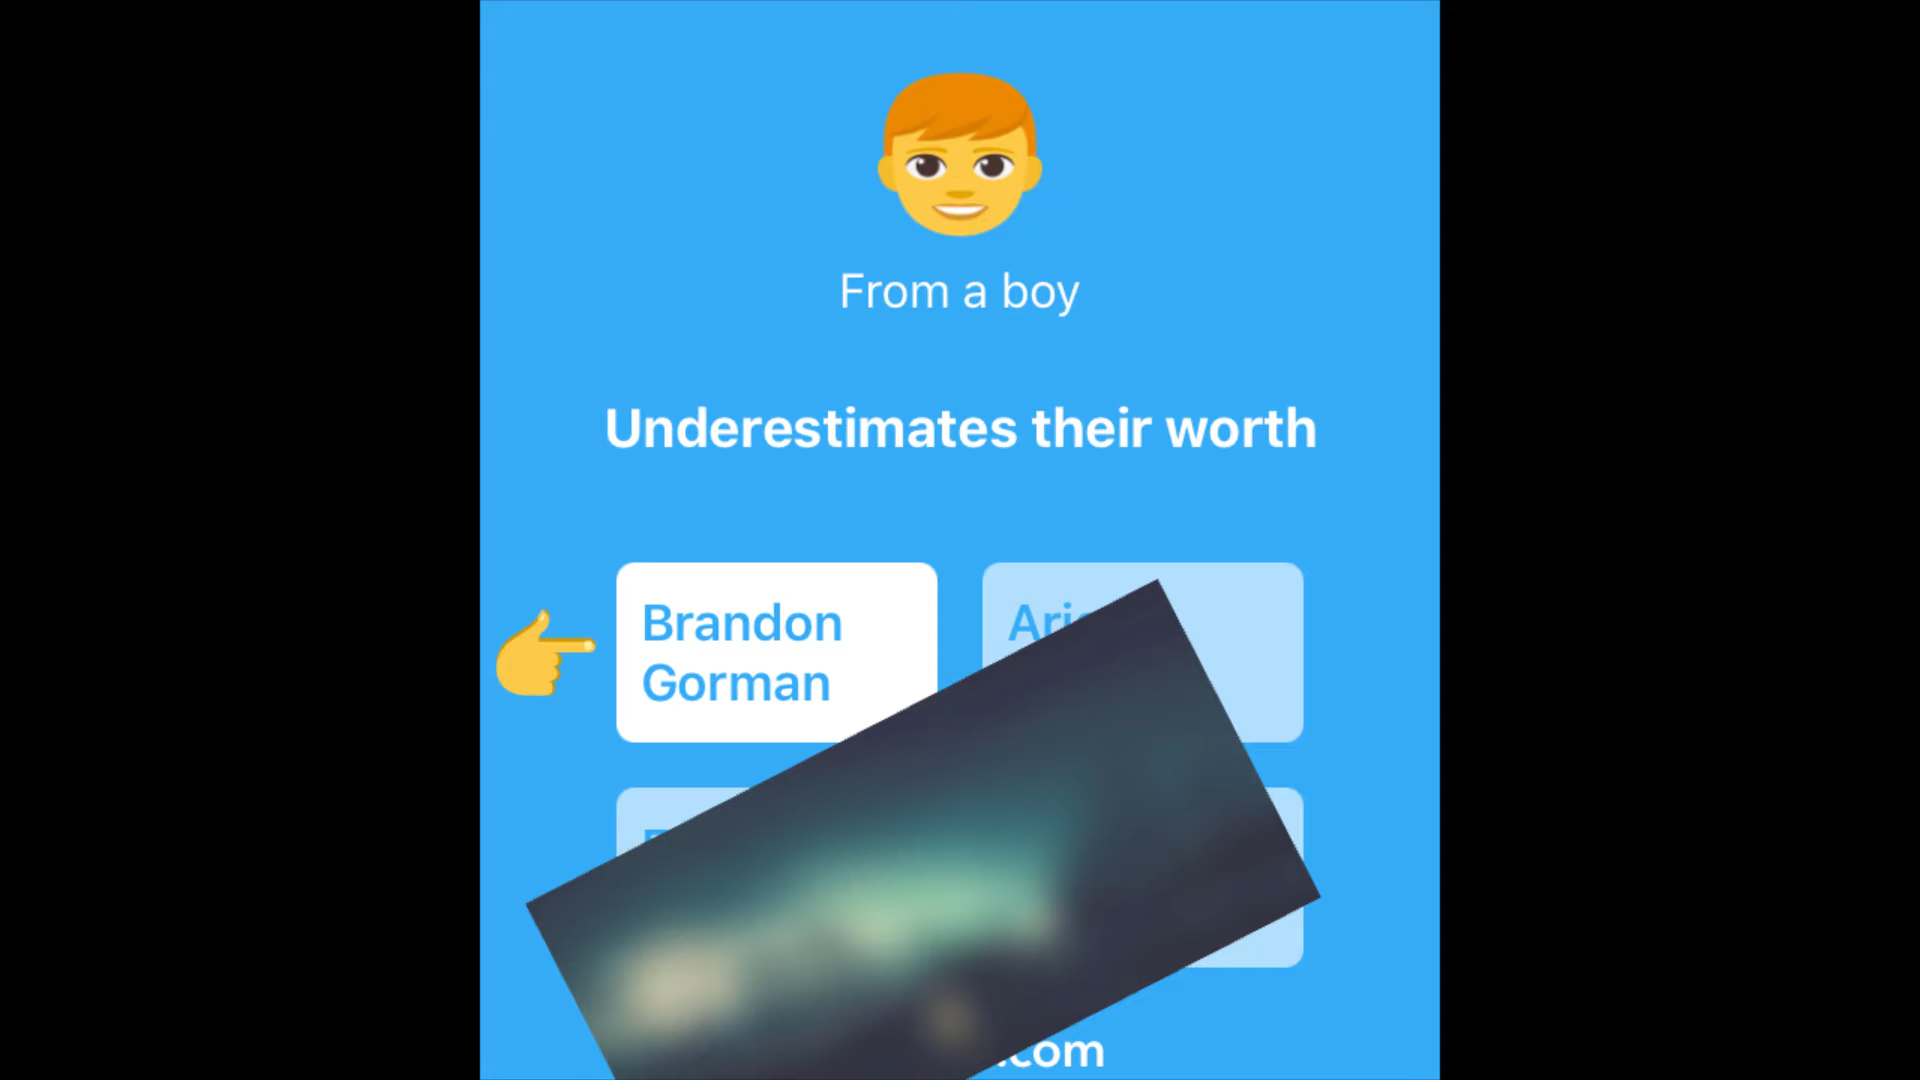 From a boy
Underestimates their worth
Brandon
Gorman
.com